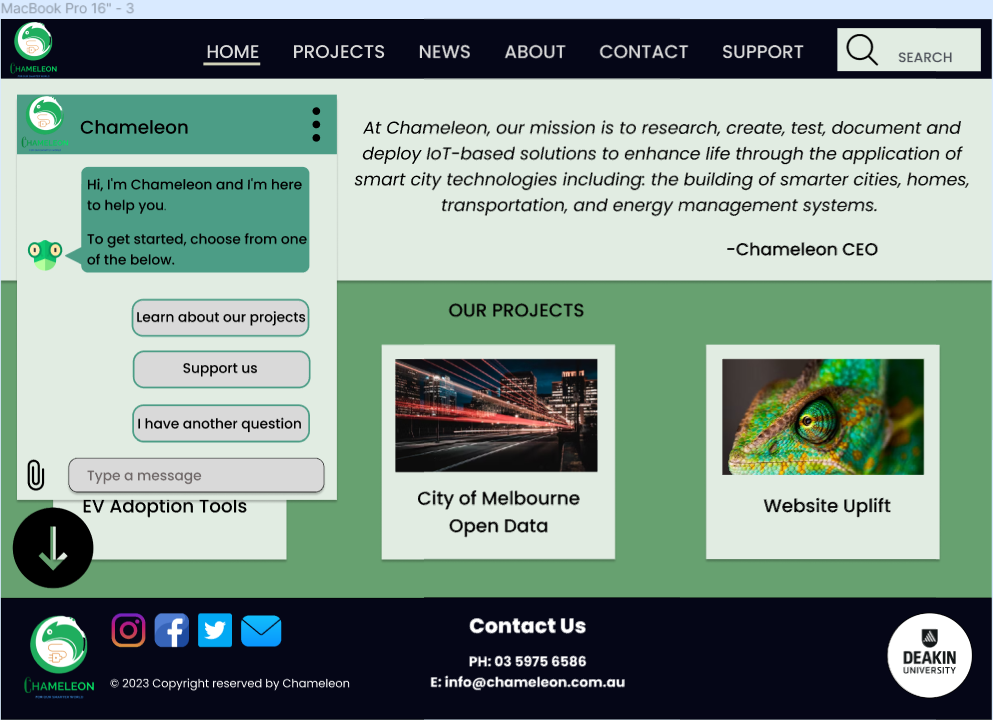 MacBook Pro 16" - 3
CHAMELEON
HOME PROJECTS NEWS ABOUT CONTACT SUPPORT SEARCH
CHAMELEON
Chameleon
Hi, I'm Chameleon and I'm here
to help you.
To get started, choose from one
of the below.
Learn about our projects
Support us
I have another question
Type a message
At Chameleon, our mission is to research, create, test, document and
deploy IoT-based solutions to enhance life through the application of
smart city technologies including: the building of smarter cities, homes,
transportation, and energy management systems.
-Chameleon CEO
OUR PROJECTS
EV Adoption Tools
City of Melbourne
Open Data
Website Uplift
CHAMELEON
FOR OUR SMARTER WORLD
© 2023 Copyright reserved by Chameleon
Contact Us
PH: 03 5975 6586
E: info@chameleon.com.au
DEAKIN
UNIVERSITY